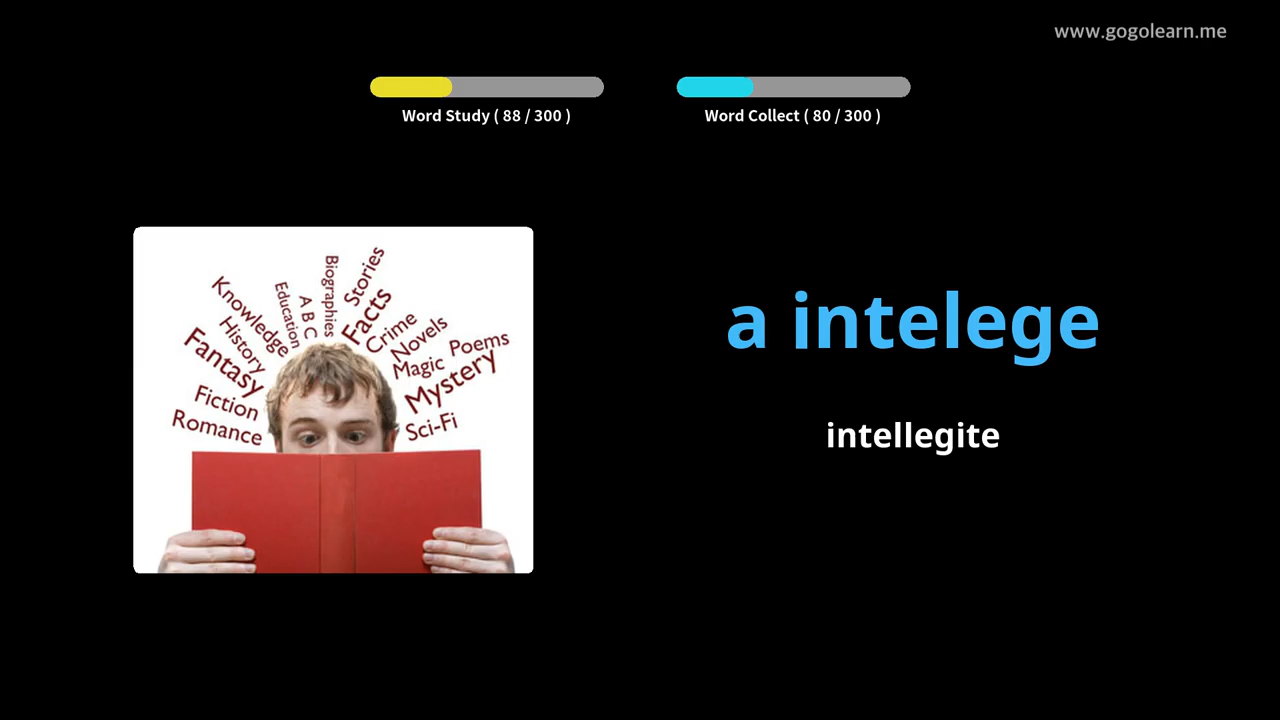 www.gogolearn.me
Word Study ( 88 / 300 )
Word Collect ( 80 / 300 )
Biographies
Stories
Knowledge
Education
A B C
Facts
Crime
History
Novels
Fantasy
Magic
Poems
Mystery
Fiction
Romance
Sci-Fi
a intelege
intellegite